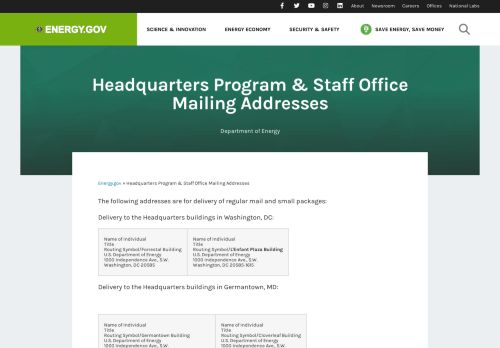 About Newsroom Careers Offices National Labs
ENERGY.GOV SCIENCE & INNOVATION ENERGY ECONOMY SECURITY & SAFETY SAVE ENERGY, SAVE MONEY
Headquarters Program & Staff Office
Mailing Addresses
Department of Energy
Energy.gov » Headquarters Program & Staff Office Mailing Addresses
The following addresses are for delivery of regular mail and small packages:
Delivery to the Headquarters buildings in Washington, DC:
Name of Individual
Title
Routing Symbol/Forrestal Building
U.S. Department of Energy
1000 Independence Ave., S.W.
Washington, DC 20585
Name of Individual
Title
Routing Symbol/L'Enfant Plaza Building
U.S. Department of Energy
1000 Independence Ave., S.W.
Washington, DC 20585-1615
Delivery to the Headquarters buildings in Germantown, MD:
Name of Individual
Title
Routing Symbol/Germantown Building
U.S. Department of Energy
1000 Independence Ave., S.W.
Name of Individual
Title
Routing Symbol/Cloverleaf Building
U.S. Department of Energy
1000 Independence Ave., S.W.